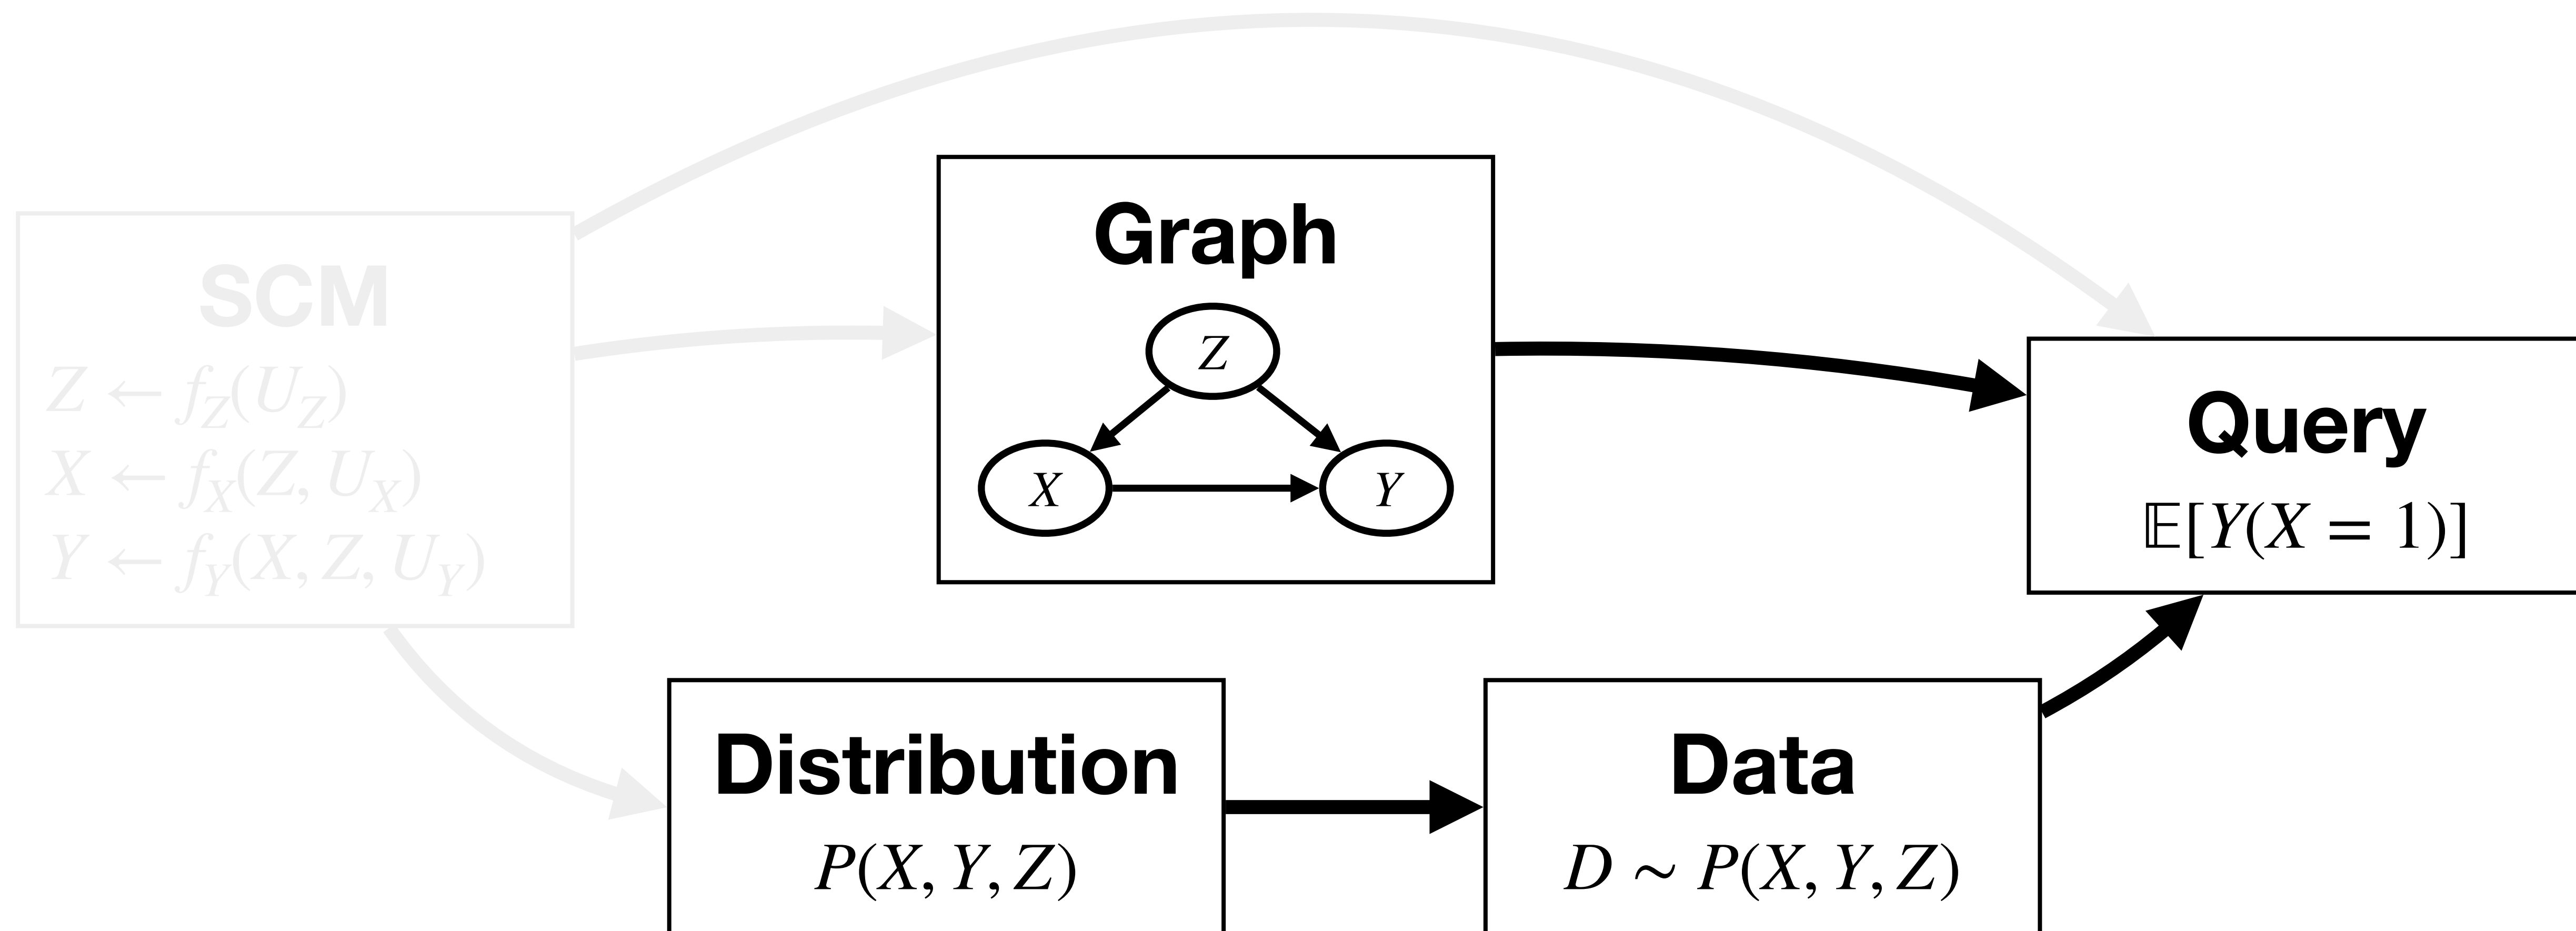 SCM
Z ← f_Z(U_Z)
X ← f_X(Z, U_X)
Y ← f_Y(X, Z, U_Y)
Graph
Z
X
Y
Query
𝔼[Y(X = 1)]
Distribution
P(X, Y, Z)
Data
D ∼ P(X, Y, Z)